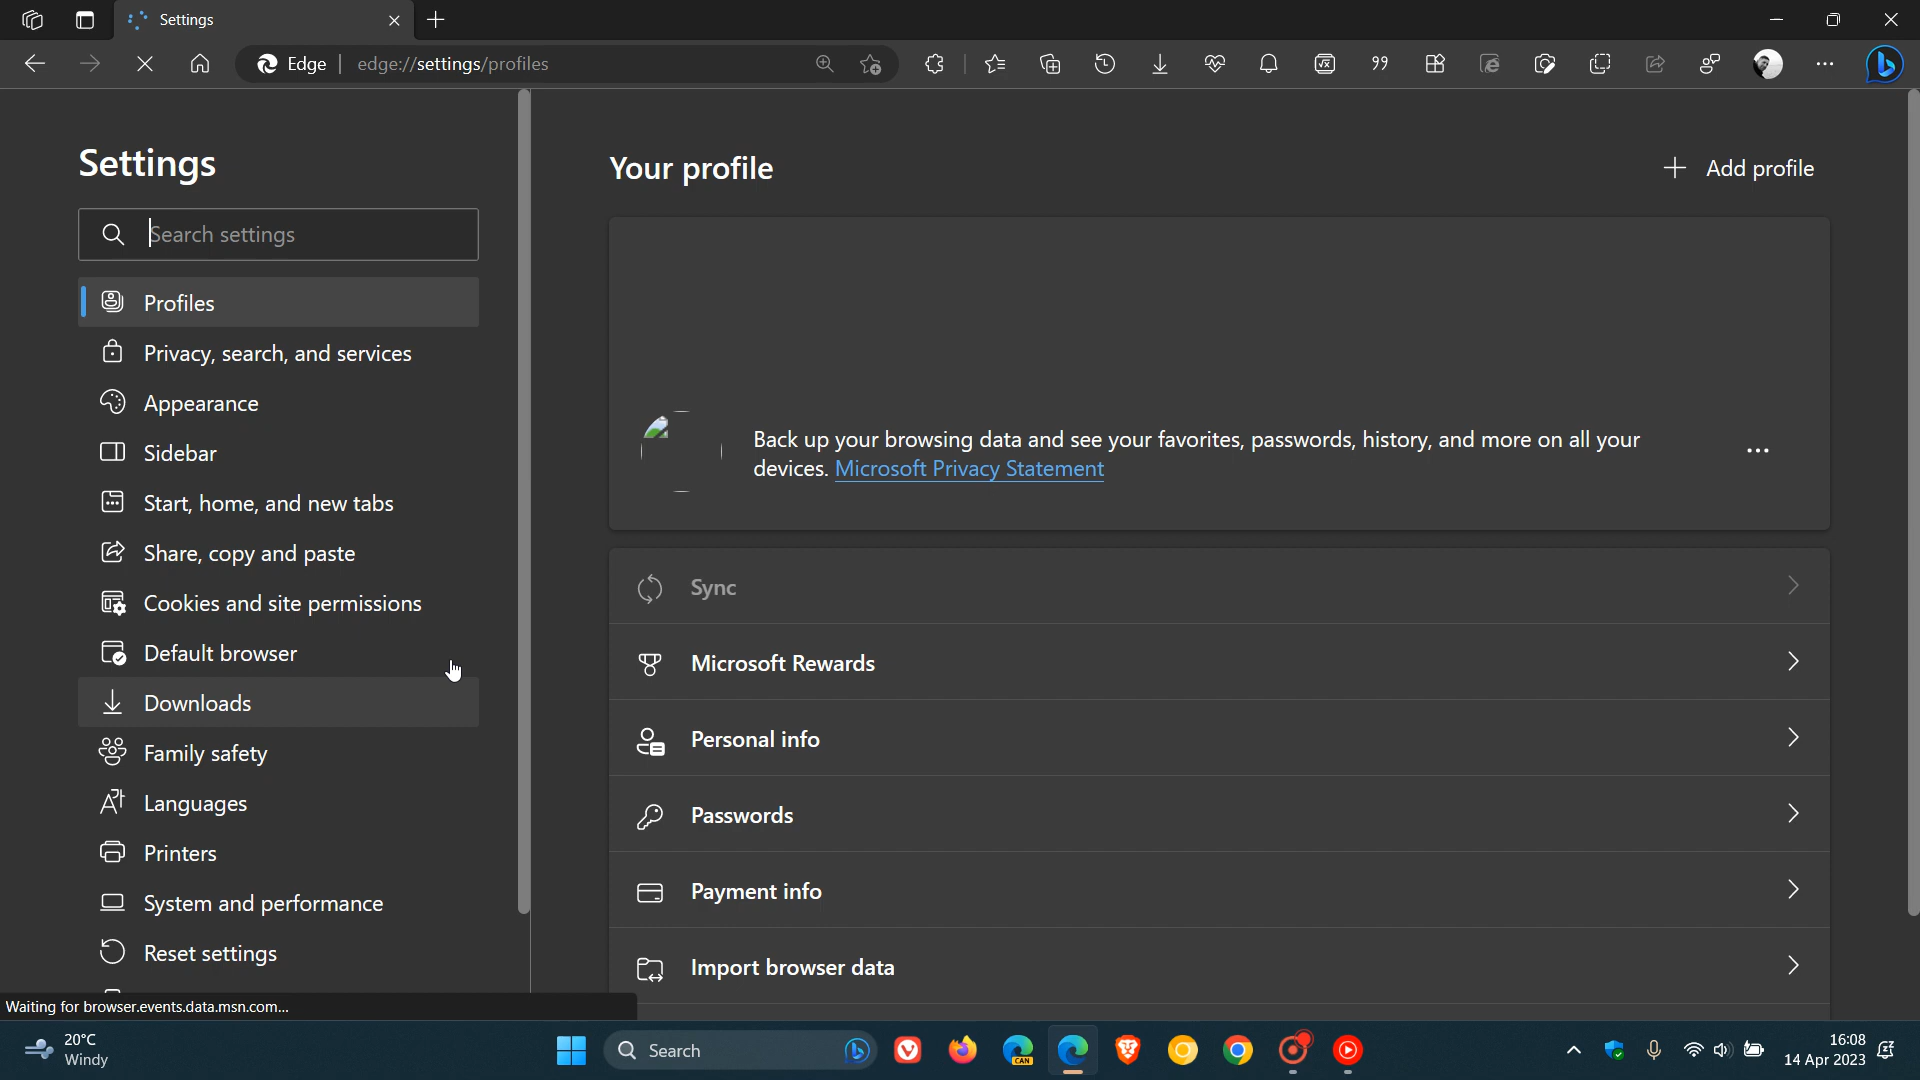 Settings
Edge
edge://settings/profiles
Settings
Search settings
Profiles
Privacy, search, and services
Appearance
Sidebar
Start, home, and new tabs
Share, copy and paste
Cookies and site permissions
Default browser
Downloads
Family safety
Languages
Printers
System and performance
Reset settings
Your profile
Add profile
Back up your browsing data and see your favorites, passwords, history, and more on all your
devices. Microsoft Privacy Statement
Sync
Microsoft Rewards
Personal info
Passwords
Payment info
Import browser data
Waiting for browser.events.data.msn.com...
20°C
Windy
Search
CAN
16:08
14 Apr 2023